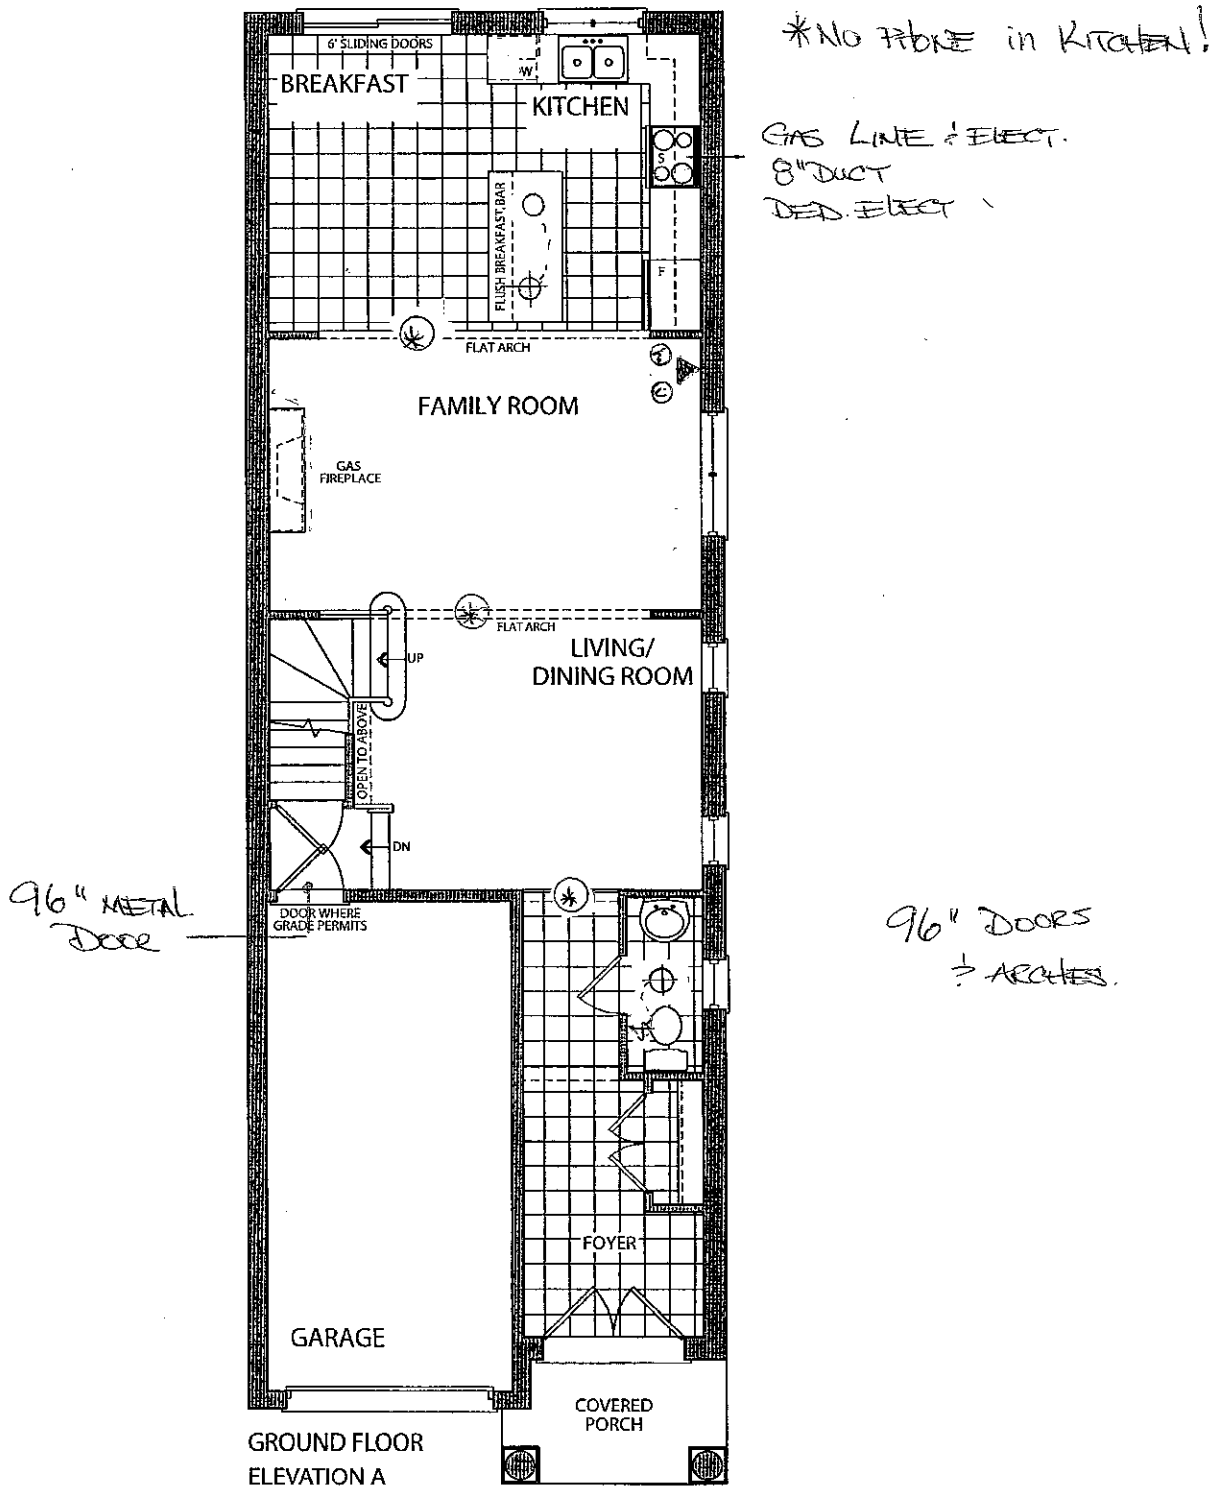 *NO PHONE in KITCHEN!
6' SLIDING DOORS
BREAKFAST
W
KITCHEN
GAS LINE & ELECT.
8" DUCT
DED. ELECT
S
FLUSH BREAKFAST BAR
F
FLAT ARCH
T
C
FAMILY ROOM
GAS
FIREPLACE
FLAT ARCH
LIVING/
DINING ROOM
UP
OPEN TO ABOVE
DN
96" METAL
DOOR
DOOR WHERE
GRADE PERMITS
96" DOORS
& ARCHES.
FOYER
GARAGE
COVERED
PORCH
GROUND FLOOR
ELEVATION A